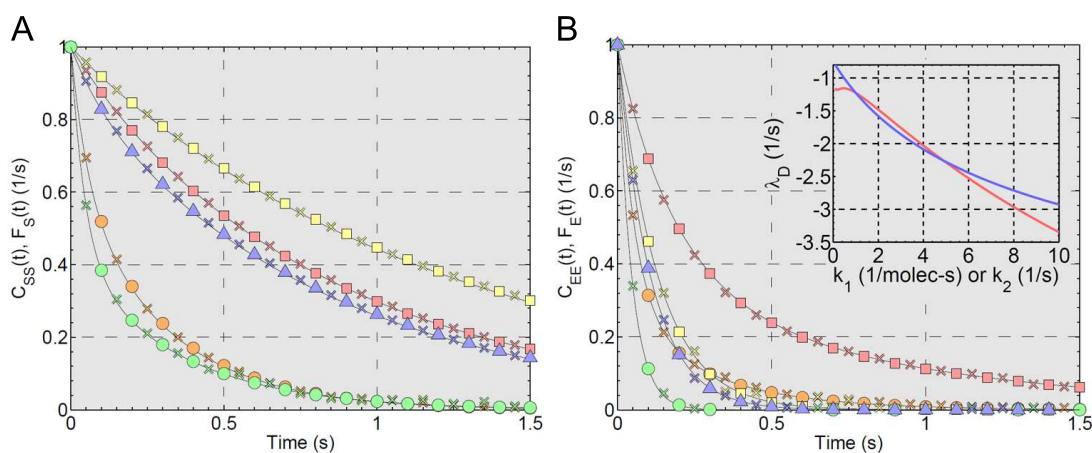 A
B
C_SS(t), F_S(t) (1/s)
1
0.8
0.6
0.4
0.2
0
0.5
1
1.5
Time (s)
C_EE(t), F_E(t) (1/s)
1
0.8
0.6
0.4
0.2
0
0.5
1
1.5
Time (s)
λ_D (1/s)
-1
-1.5
-2
-2.5
-3
-3.5
0 2 4 6 8 10
k_1 (1/molec-s) or k_2 (1/s)